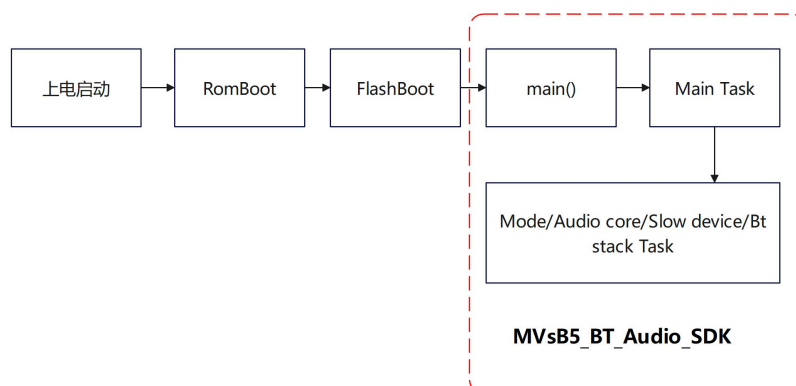 上电启动
RomBoot
FlashBoot
main()
Main Task
Mode/Audio core/Slow device/Bt
stack Task
MVsB5_BT_Audio_SDK